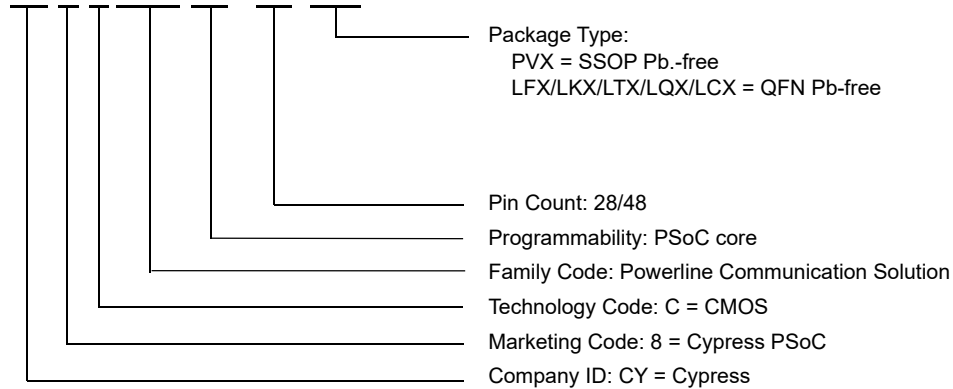 Package Type:
PVX = SSOP Pb.-free
LFX/LKX/LTX/LQX/LCX = QFN Pb-free
Pin Count: 28/48
Programmability: PSoC core
Family Code: Powerline Communication Solution
Technology Code: C = CMOS
Marketing Code: 8 = Cypress PSoC
Company ID: CY = Cypress